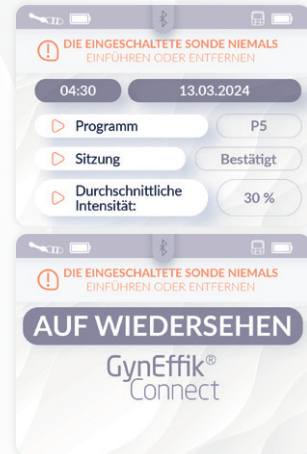 DIE EINGESCHALTETE SONDE NIEMALS
EINFÜHREN ODER ENTFERNEN
04:30 13.03.2024
Programm P5
Sitzung Bestätigt
Durchschnittliche
Intensität: 30 %
DIE EINGESCHALTETE SONDE NIEMALS
EINFÜHREN ODER ENTFERNEN
AUF WIEDERSEHEN
GynEffik®
Connect